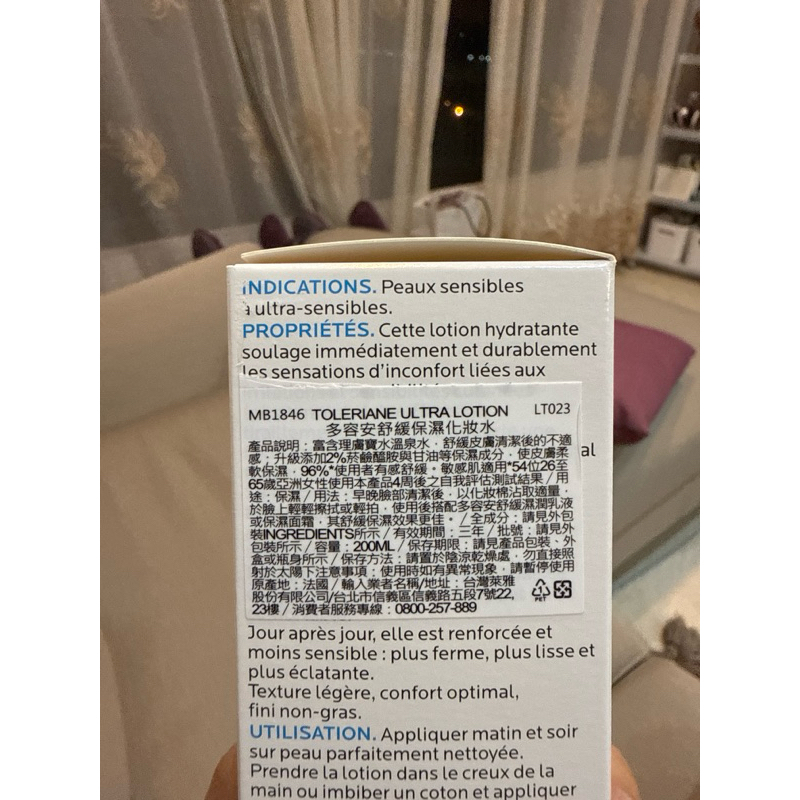 INDICATIONS. Peaux sensibles
à ultra-sensibles.
PROPRIÉTÉS. Cette lotion hydratante
soulage immédiatement et durablement
les sensations d'inconfort liées aux
MB1846 TOLERIANE ULTRA LOTION LT023
多容安舒緩保濕化妝水
產品說明：富含理膚寶水溫泉水，舒緩皮膚清潔後的不適
感；升級添加2%菸鹼醯胺與甘油等保濕成分，使皮膚柔
軟保濕，96%*使用者有感舒緩。敏感肌適用*54位26至
65歲亞洲女性使用本產品4周後之自我評估測試結果／用
途：保濕／用法：早晚臉部清潔後，以化妝棉沾取適量，
於臉上輕輕擦拭或輕拍，使用後搭配多容安舒緩濕潤乳液
或保濕面霜，其舒緩保濕效果更佳。／全成分：請見外包
裝INGREDIENTS所示／有效期間：三年／批號：請見外
包裝所示／容量：200ML／保存期限：請見產品包裝、外
盒或瓶身所示／保存方法：請置於陰涼乾燥處，勿直接照
射於太陽下注意事項：使用時如有異常現象，請暫停使用
原產地：法國／輸入業者名稱/地址：台灣萊雅
股份有限公司/台北市信義區信義路五段7號22,
23樓／消費者服務專線：0800-257-889
PET
al
Jour après jour, elle est renforcée et
moins sensible : plus ferme, plus lisse et
plus éclatante.
Texture légère, confort optimal,
fini non-gras.
UTILISATION. Appliquer matin et soir
sur peau parfaitement nettoyée.
Prendre la lotion dans le creux de la
main ou imbiber un coton et appliquer